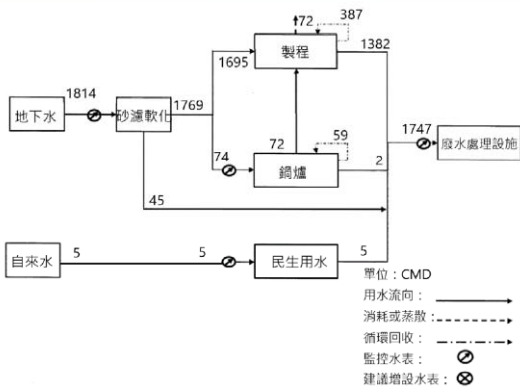 72
387
製程
1382
1695
1814
地下水
砂濾軟化
1769
72
59
74
鍋爐
2
1747
廢水處理設施
45
自來水
5
5
民生用水
5
單位：CMD
用水流向：
消耗或蒸散：
循環回收：
監控水表：
建議增設水表：